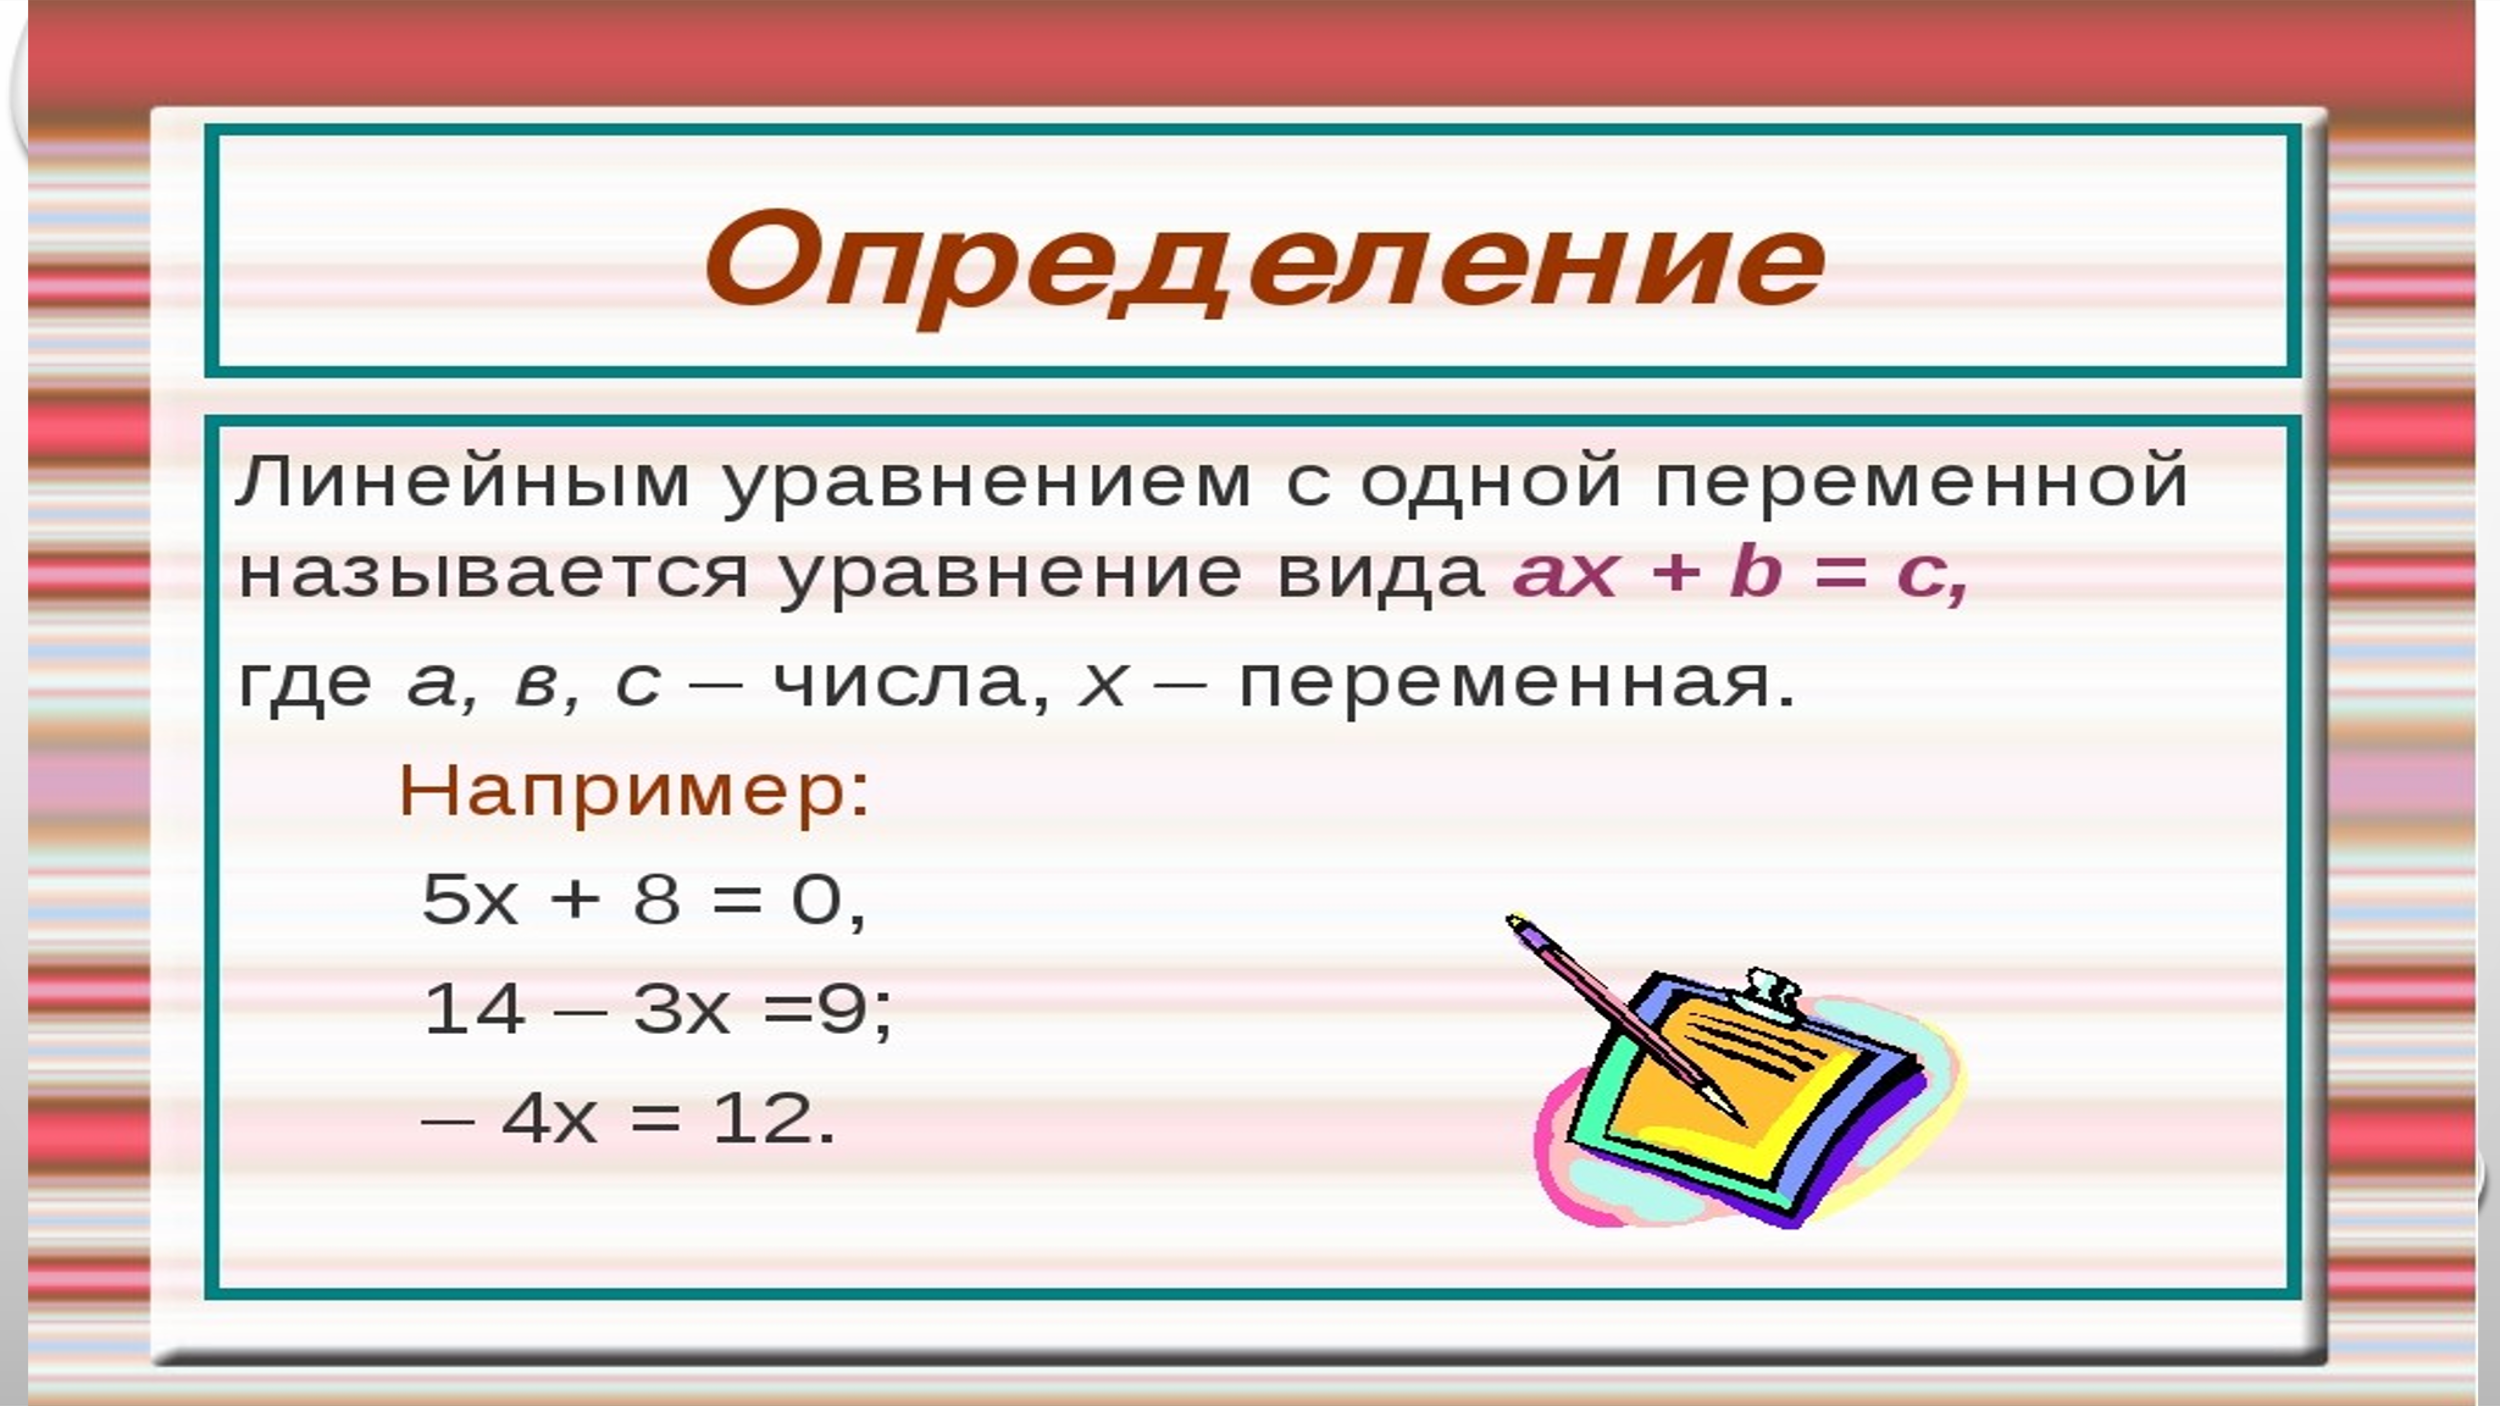 Определение
Линейным уравнением с одной переменной
называется уравнение вида ax + b = c,
где а, в, с – числа, х – переменная.
Например:
5х + 8 = 0,
14 – 3х =9;
– 4х = 12.